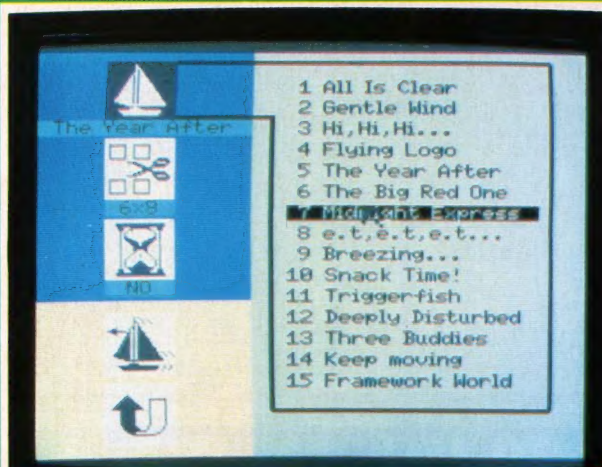 The Year After
6x8
NO
1 All Is Clear
2 Gentle Wind
3 Hi,Hi,Hi...
4 Flying Logo
5 The Year After
6 The Big Red One
7 Midnight Express
8 e.t,e.t,e.t...
9 Breezing...
10 Snack Time!
11 Triggerfish
12 Deeply Disturbed
13 Three Buddies
14 Keep moving
15 Framework World